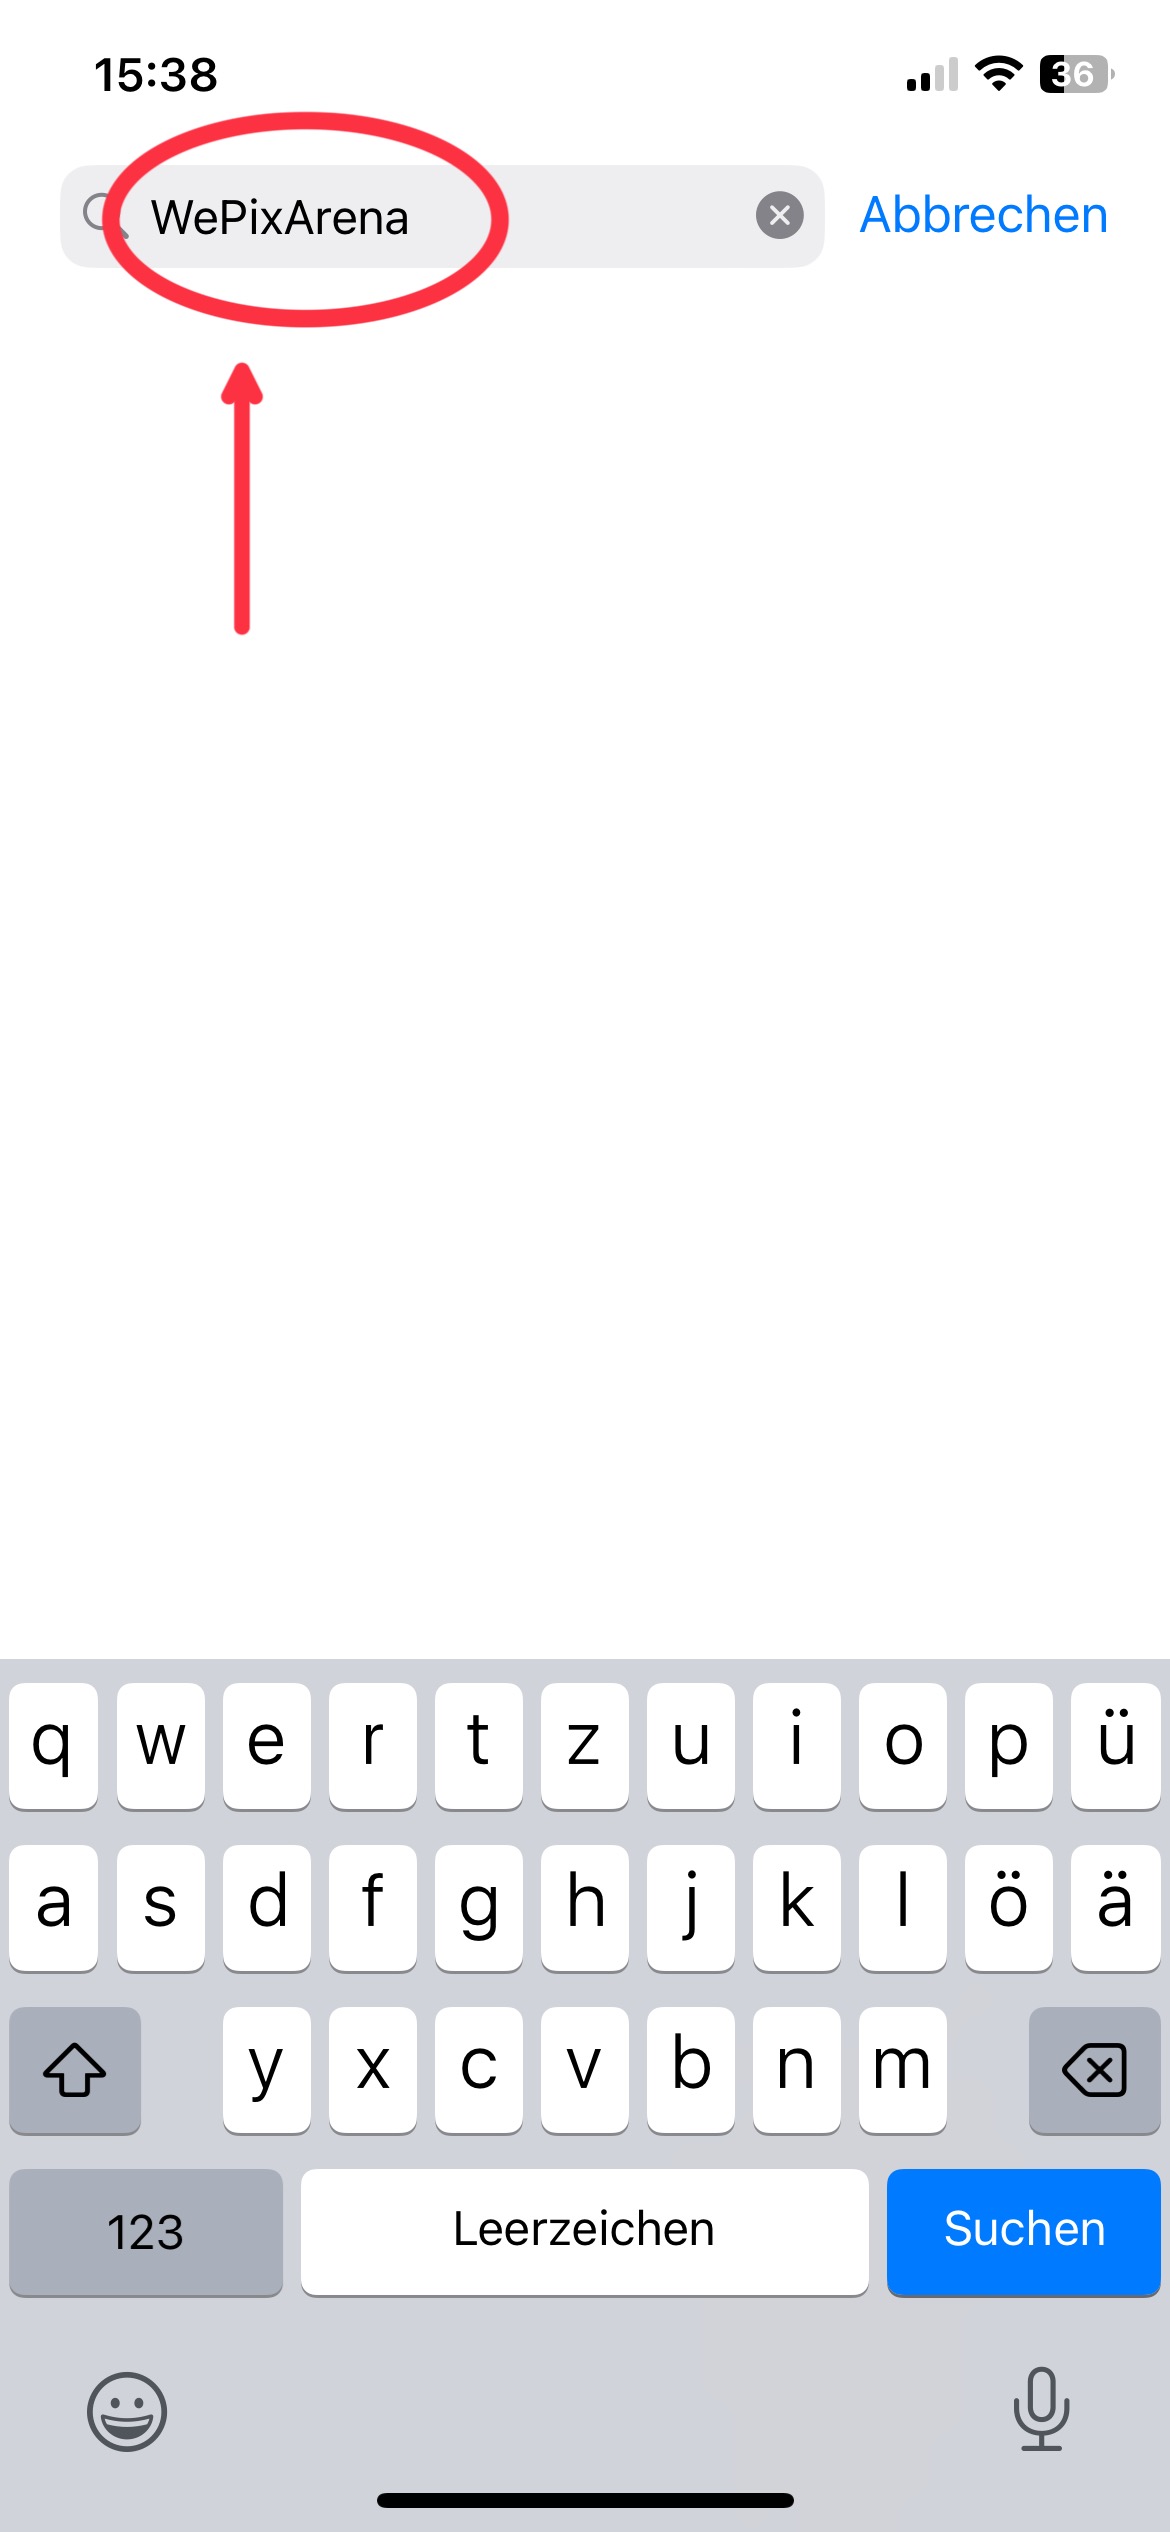 15:38
36
WePixArena
Abbrechen
q w e r t z u i o p ü
a s d f g h j k l ö ä
y x c v b n m
123 Leerzeichen Suchen